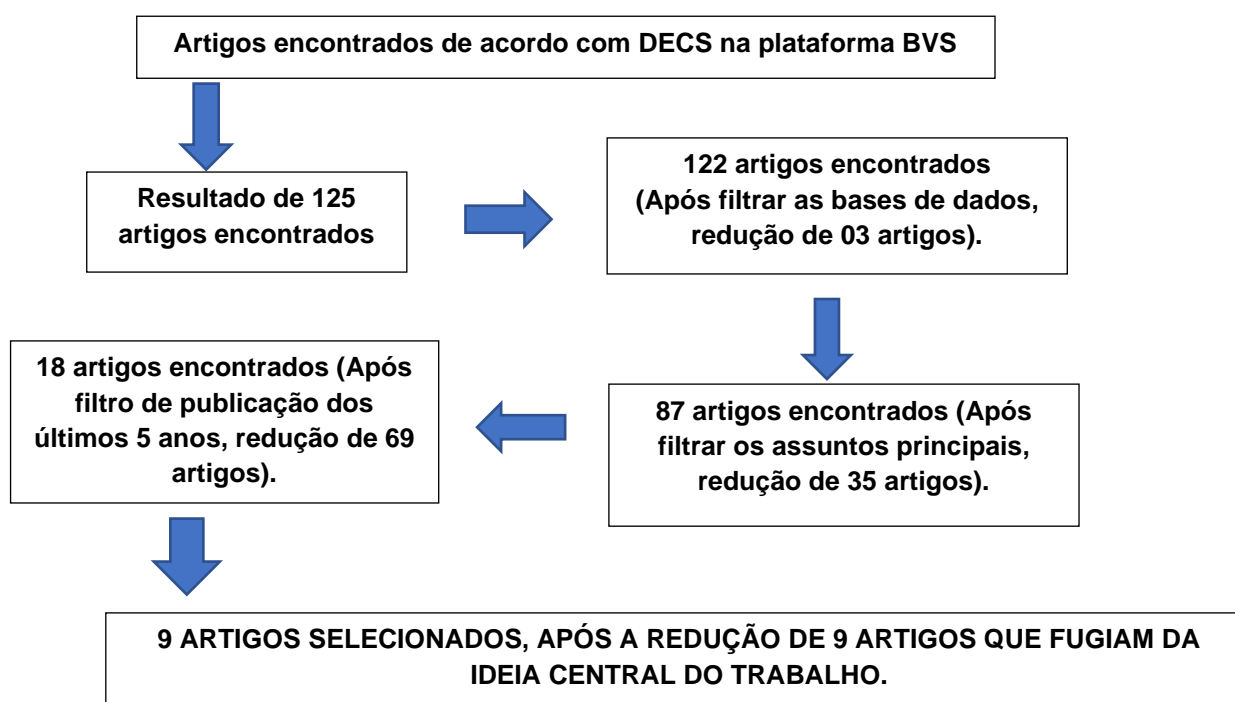 Artigos encontrados de acordo com DECS na plataforma BVS
Resultado de 125
artigos encontrados
122 artigos encontrados
(Após filtrar as bases de dados,
redução de 03 artigos).
87 artigos encontrados (Após
filtrar os assuntos principais,
redução de 35 artigos).
18 artigos encontrados (Após
filtro de publicação dos
últimos 5 anos, redução de 69
artigos).
9 ARTIGOS SELECIONADOS, APÓS A REDUÇÃO DE 9 ARTIGOS QUE FUGIAM DA
IDEIA CENTRAL DO TRABALHO.